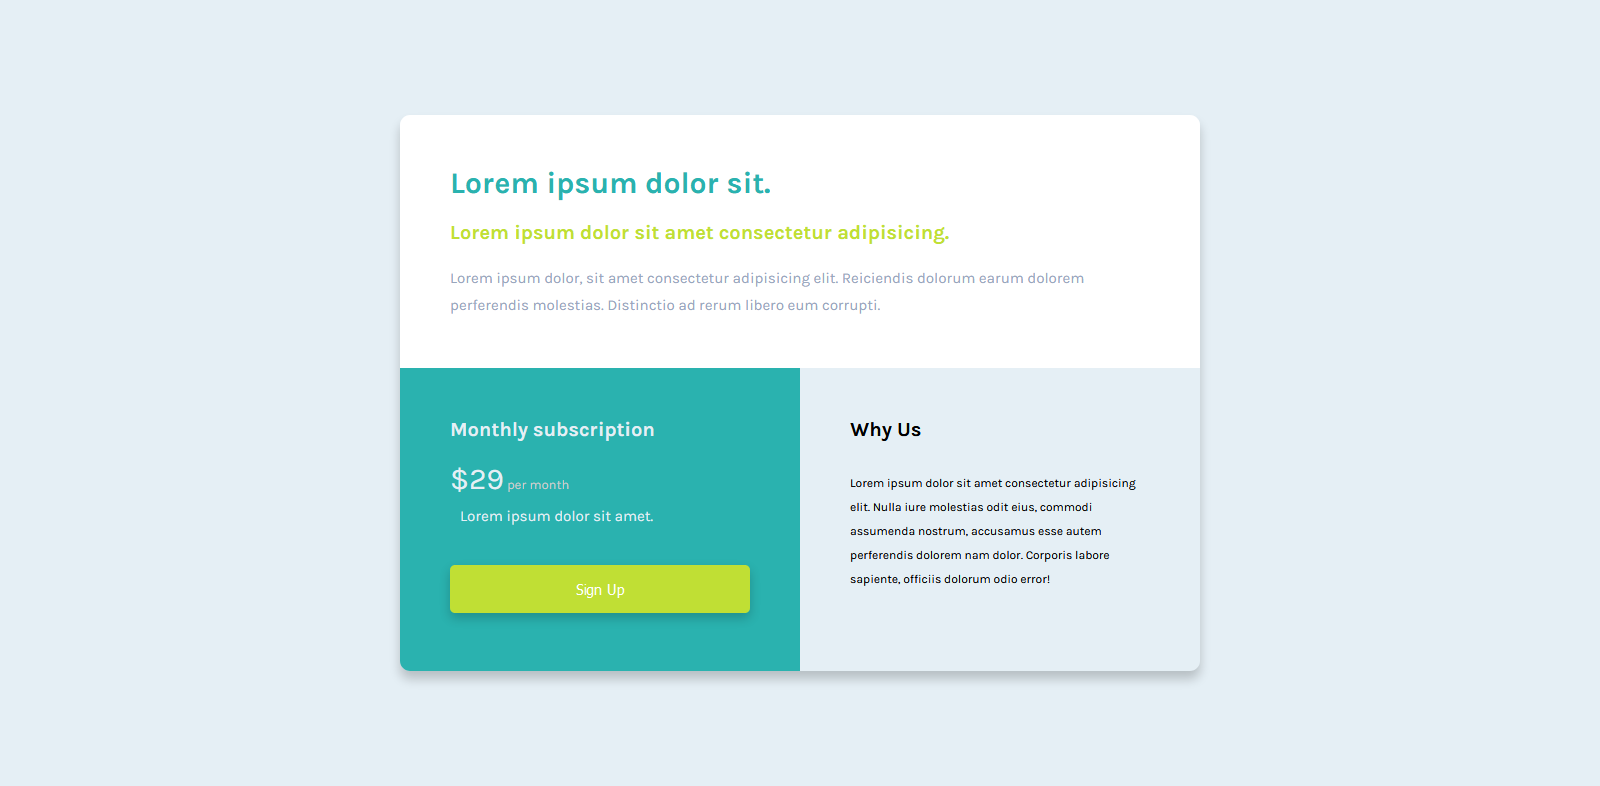 Lorem ipsum dolor sit.
Lorem ipsum dolor sit amet consectetur adipisicing.
Lorem ipsum dolor, sit amet consectetur adipisicing elit. Reiciendis dolorum earum dolorem
perferendis molestias. Distinctio ad rerum libero eum corrupti.
Monthly subscription
$29 per month
Lorem ipsum dolor sit amet.
Sign Up
Why Us
Lorem ipsum dolor sit amet consectetur adipisicing
elit. Nulla iure molestias odit eius, commodi
assumenda nostrum, accusamus esse autem
perferendis dolorem nam dolor. Corporis labore
sapiente, officiis dolorum odio error!